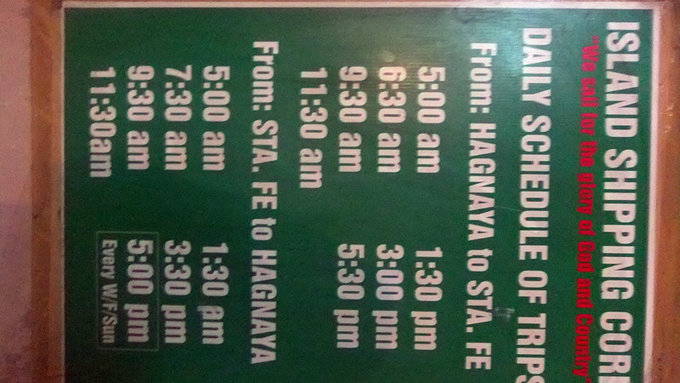 ISLAND SHIPPING CORP
"We sail for the glory of God and Country"
DAILY SCHEDULE OF TRIPS
From: HAGNAYA to STA. FE
5:00 am 1:30 pm
6:30 am 3:00 pm
9:30 am 5:30 pm
11:30 am
From: STA. FE to HAGNAYA
5:00 am 1:30 am
7:30 am 3:30 pm
9:30 am 5:00 pm
11:30am Every W/F/Sun